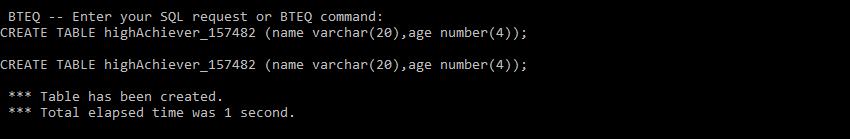 BTEQ -- Enter your SQL request or BTEQ command:
CREATE TABLE highAchiever_157482 (name varchar(20),age number(4));
CREATE TABLE highAchiever_157482 (name varchar(20),age number(4));
*** Table has been created.
*** Total elapsed time was 1 second.